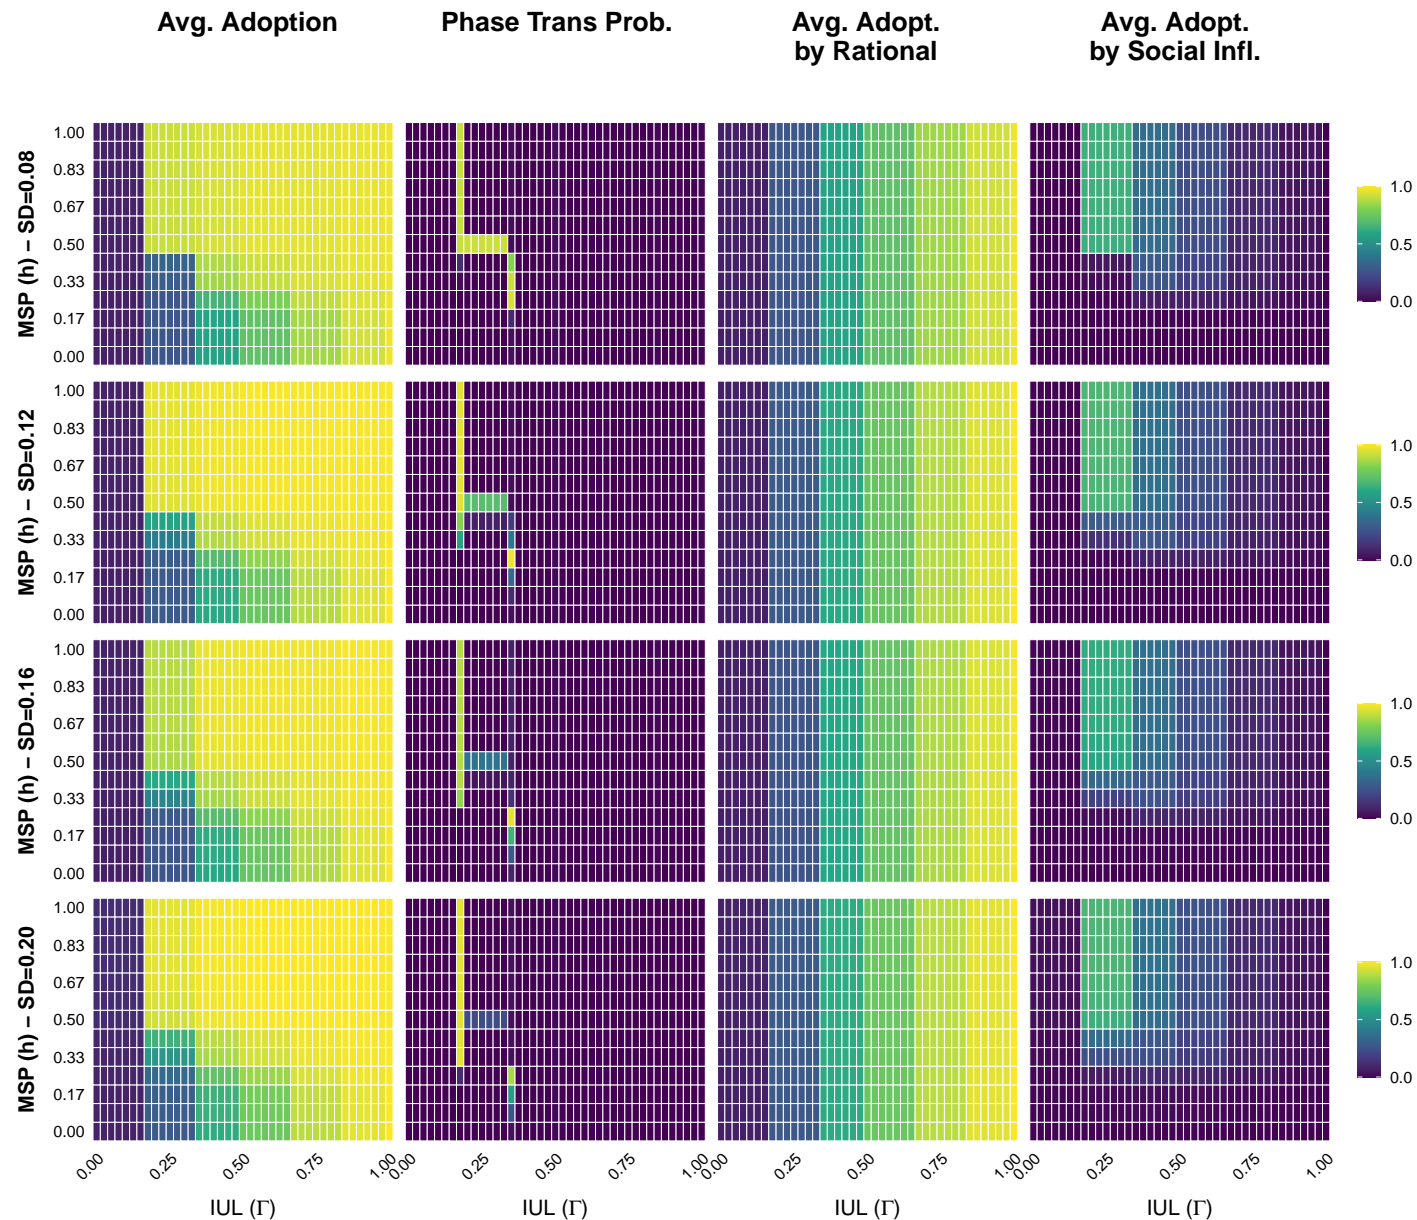 Avg. Adoption
Phase Trans Prob.
Avg. Adopt.
by Rational
Avg. Adopt.
by Social Infl.
MSP (h) − SD=0.08
1.00
0.83
0.67
0.50
0.33
0.17
0.00
1.0
0.5
0.0
MSP (h) − SD=0.12
1.00
0.83
0.67
0.50
0.33
0.17
0.00
1.0
0.5
0.0
MSP (h) − SD=0.16
1.00
0.83
0.67
0.50
0.33
0.17
0.00
1.0
0.5
0.0
MSP (h) − SD=0.20
1.00
0.83
0.67
0.50
0.33
0.17
0.00
1.0
0.5
0.0
0.00 0.25 0.50 0.75 1.00
0.00 0.25 0.50 0.75 1.00
0.00 0.25 0.50 0.75 1.00
0.00 0.25 0.50 0.75 1.00
IUL (Γ)
IUL (Γ)
IUL (Γ)
IUL (Γ)